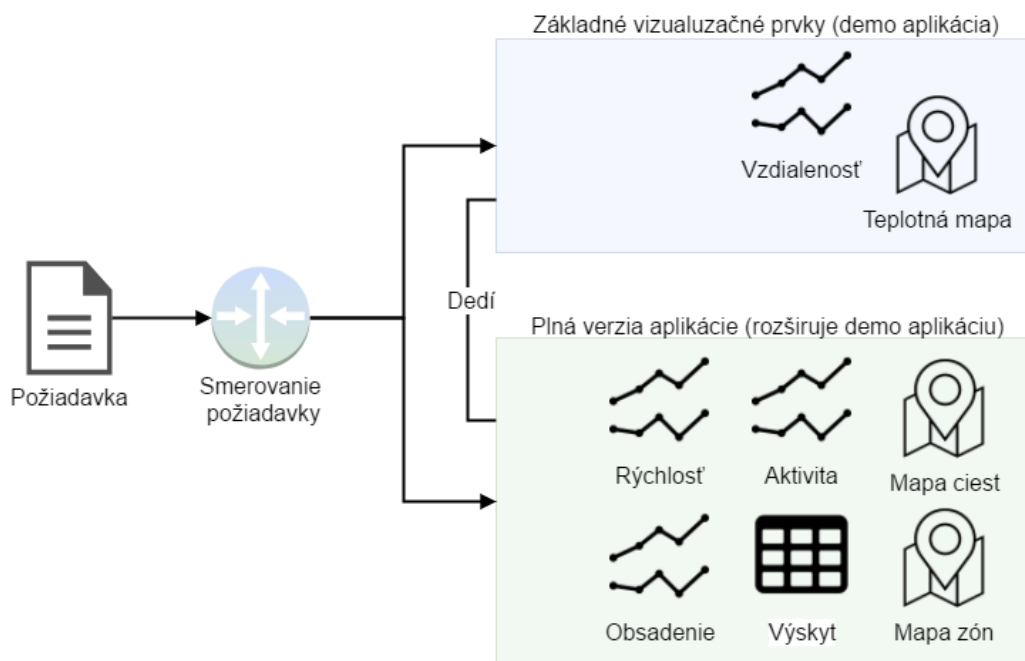 Základné vizualuzačné prvky (demo aplikácia)
Vzdialenosť
Teplotná mapa
Dedí
Požiadavka
Smerovanie
požiadavky
Plná verzia aplikácie (rozširuje demo aplikáciu)
Rýchlosť
Aktivita
Mapa ciest
Obsadenie
Výskyt
Mapa zón